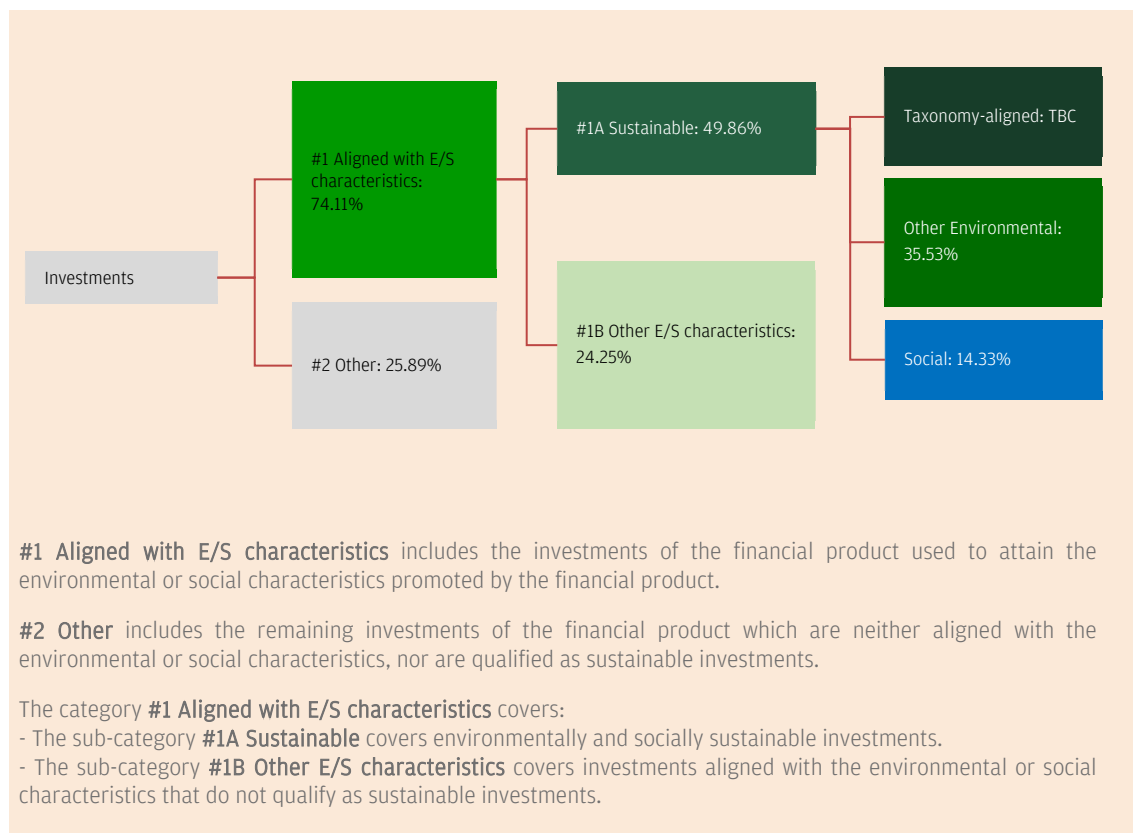 Investments
#1 Aligned with E/S
characteristics:
74.11%
#2 Other: 25.89%
#1A Sustainable: 49.86%
#1B Other E/S characteristics:
24.25%
Taxonomy-aligned: TBC
Other Environmental:
35.53%
Social: 14.33%
#1 Aligned with E/S characteristics includes the investments of the financial product used to attain the
environmental or social characteristics promoted by the financial product.
#2 Other includes the remaining investments of the financial product which are neither aligned with the
environmental or social characteristics, nor are qualified as sustainable investments.
The category #1 Aligned with E/S characteristics covers:
- The sub-category #1A Sustainable covers environmentally and socially sustainable investments.
- The sub-category #1B Other E/S characteristics covers investments aligned with the environmental or social
characteristics that do not qualify as sustainable investments.